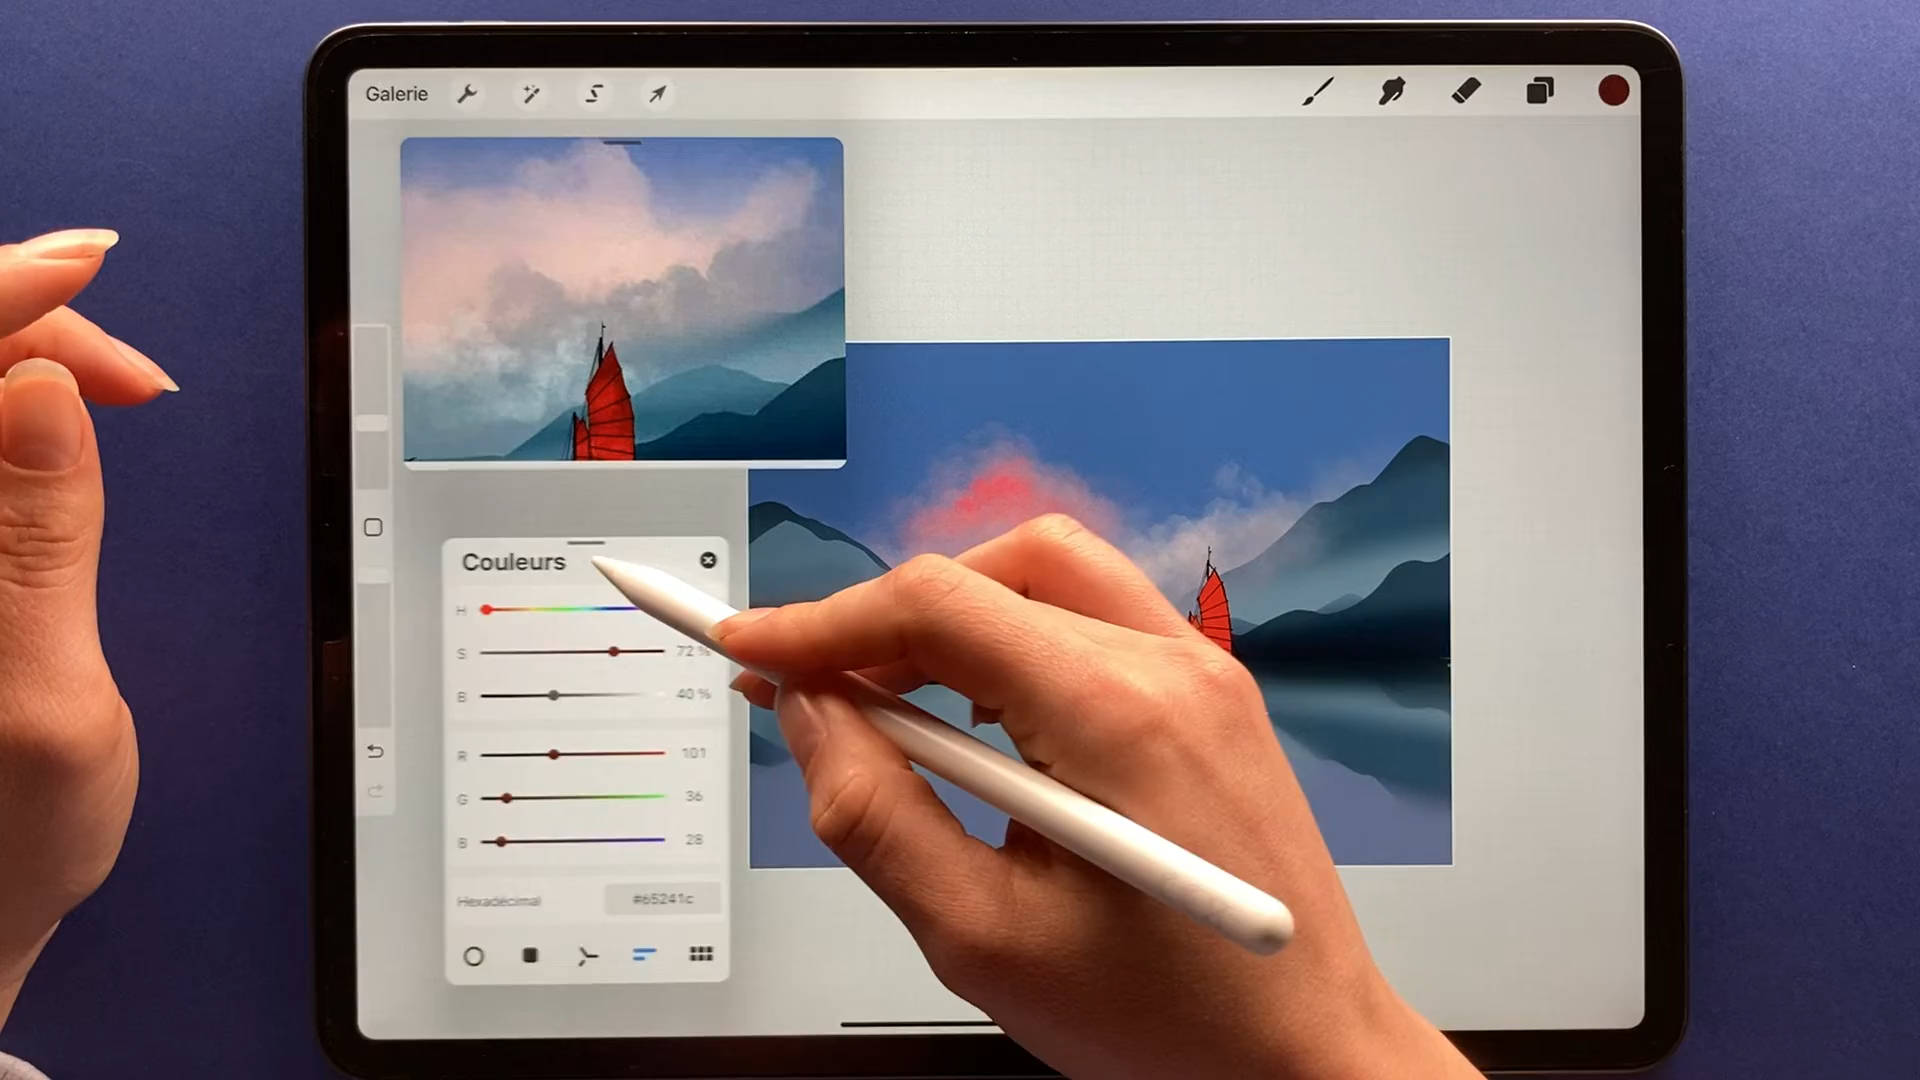 Galerie
Couleurs
H
S 72 %
B 40 %
R 101
G 36
B 28
Hexadécimal #65241c